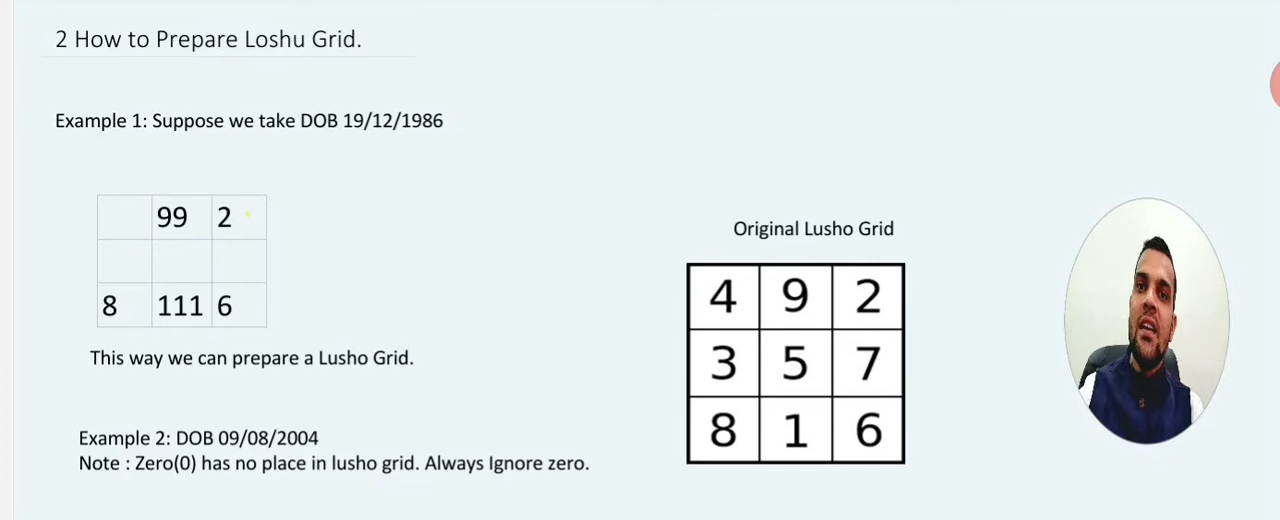 2 How to Prepare Loshu Grid.
Example 1: Suppose we take DOB 19/12/1986
99 2
8 111 6
This way we can prepare a Lusho Grid.
Example 2: DOB 09/08/2004
Note : Zero(0) has no place in lusho grid. Always Ignore zero.
Original Lusho Grid
4 9 2
3 5 7
8 1 6